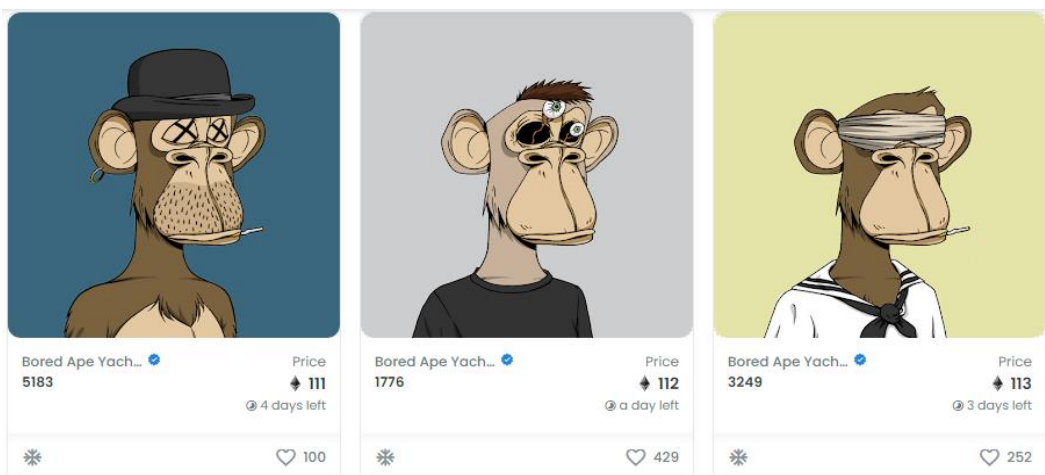 Bored Ape Yach... Price
5183 111
4 days left
100
Bored Ape Yach... Price
1776 112
a day left
429
Bored Ape Yach... Price
3249 113
3 days left
252